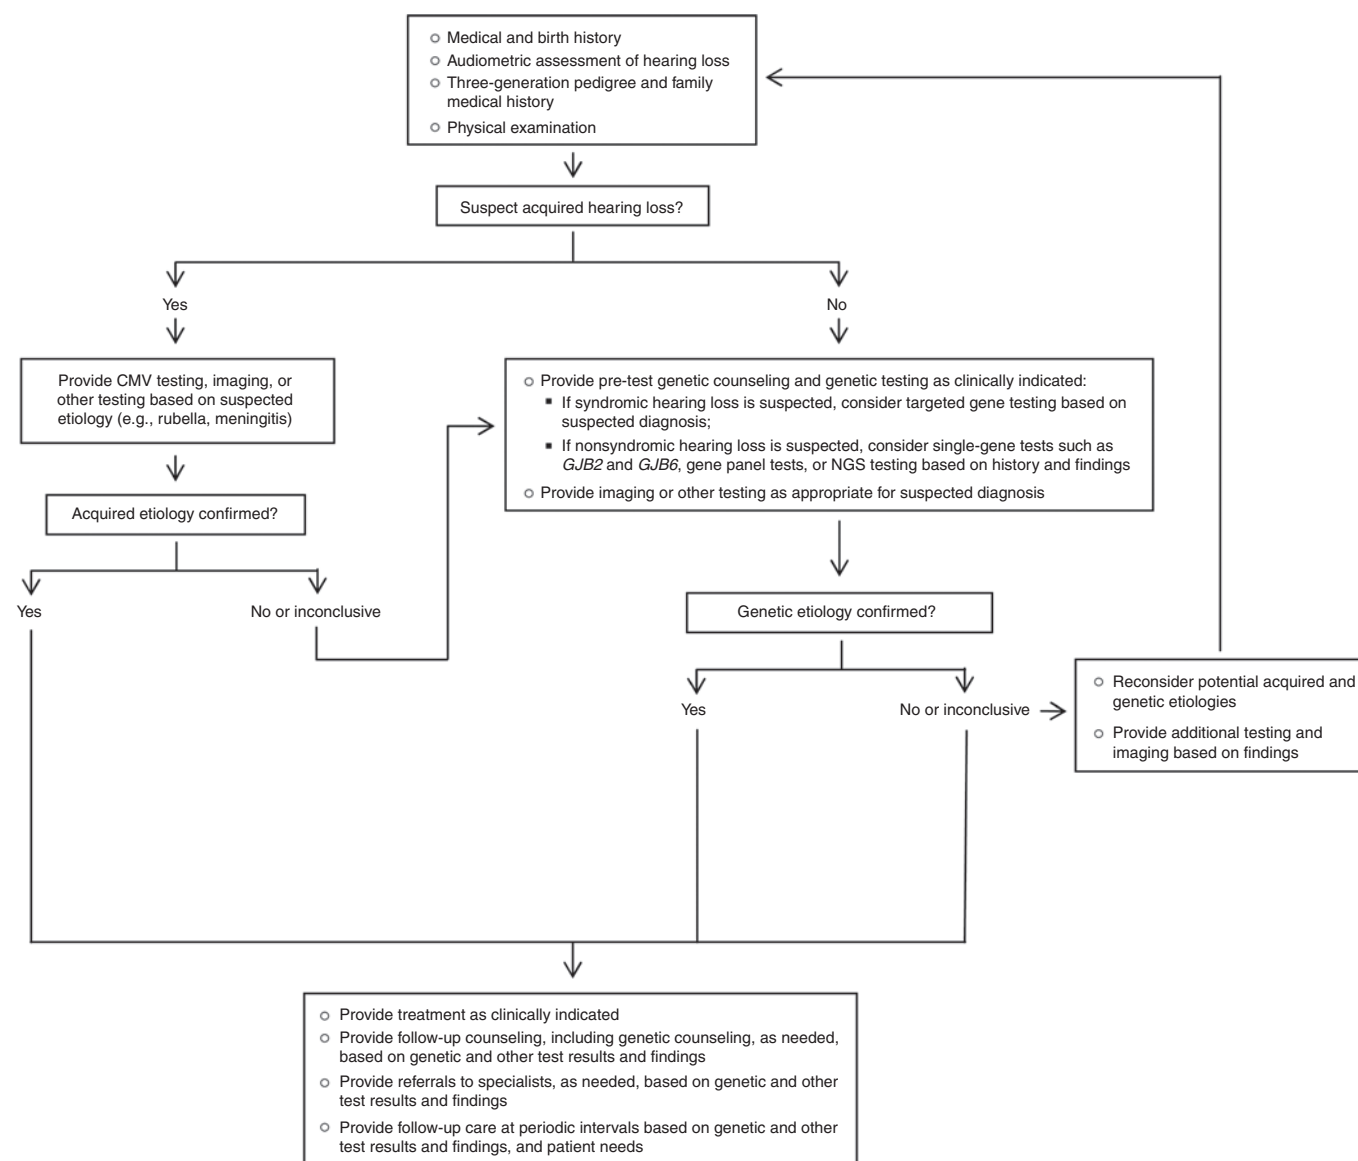 Medical and birth history
Audiometric assessment of hearing loss
Three-generation pedigree and family
medical history
Physical examination
Suspect acquired hearing loss?
Yes
No
Provide CMV testing, imaging, or
other testing based on suspected
etiology (e.g., rubella, meningitis)
Provide pre-test genetic counseling and genetic testing as clinically indicated:
If syndromic hearing loss is suspected, consider targeted gene testing based on
suspected diagnosis;
If nonsyndromic hearing loss is suspected, consider single-gene tests such as
GJB2 and GJB6, gene panel tests, or NGS testing based on history and findings
Provide imaging or other testing as appropriate for suspected diagnosis
Acquired etiology confirmed?
Yes
No or inconclusive
Genetic etiology confirmed?
Yes
No or inconclusive
Reconsider potential acquired and
genetic etiologies
Provide additional testing and
imaging based on findings
Provide treatment as clinically indicated
Provide follow-up counseling, including genetic counseling, as needed,
based on genetic and other test results and findings
Provide referrals to specialists, as needed, based on genetic and other
test results and findings
Provide follow-up care at periodic intervals based on genetic and other
test results and findings, and patient needs